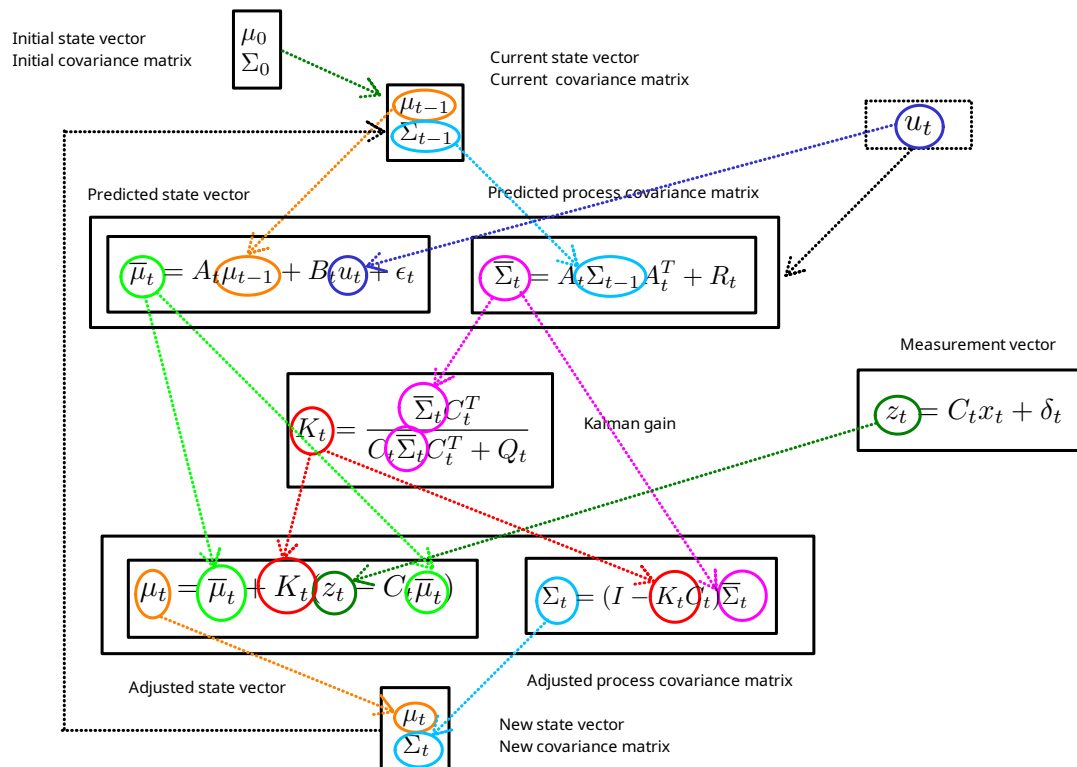 Initial state vector
Initial covariance matrix
μ₀
Σ₀
Current state vector
Current covariance matrix
μₜ₋₁
Σₜ₋₁
uₜ
Predicted state vector
Predicted process covariance matrix
μ̅ₜ = Aₜμₜ₋₁ + Bₜuₜ + ϵₜ
Σ̅ₜ = AₜΣₜ₋₁Aₜᵀ + Rₜ
Measurement vector
zₜ = Cₜxₜ + δₜ
Kₜ = Σ̅ₜCₜᵀ / CₜΣ̅ₜCₜᵀ + Qₜ
Kalman gain
μₜ = μ̅ₜ + Kₜ(zₜ − Cₜμ̅ₜ)
Σₜ = (I − KₜCₜ)Σ̅ₜ
Adjusted state vector
Adjusted process covariance matrix
μₜ
Σₜ
New state vector
New covariance matrix